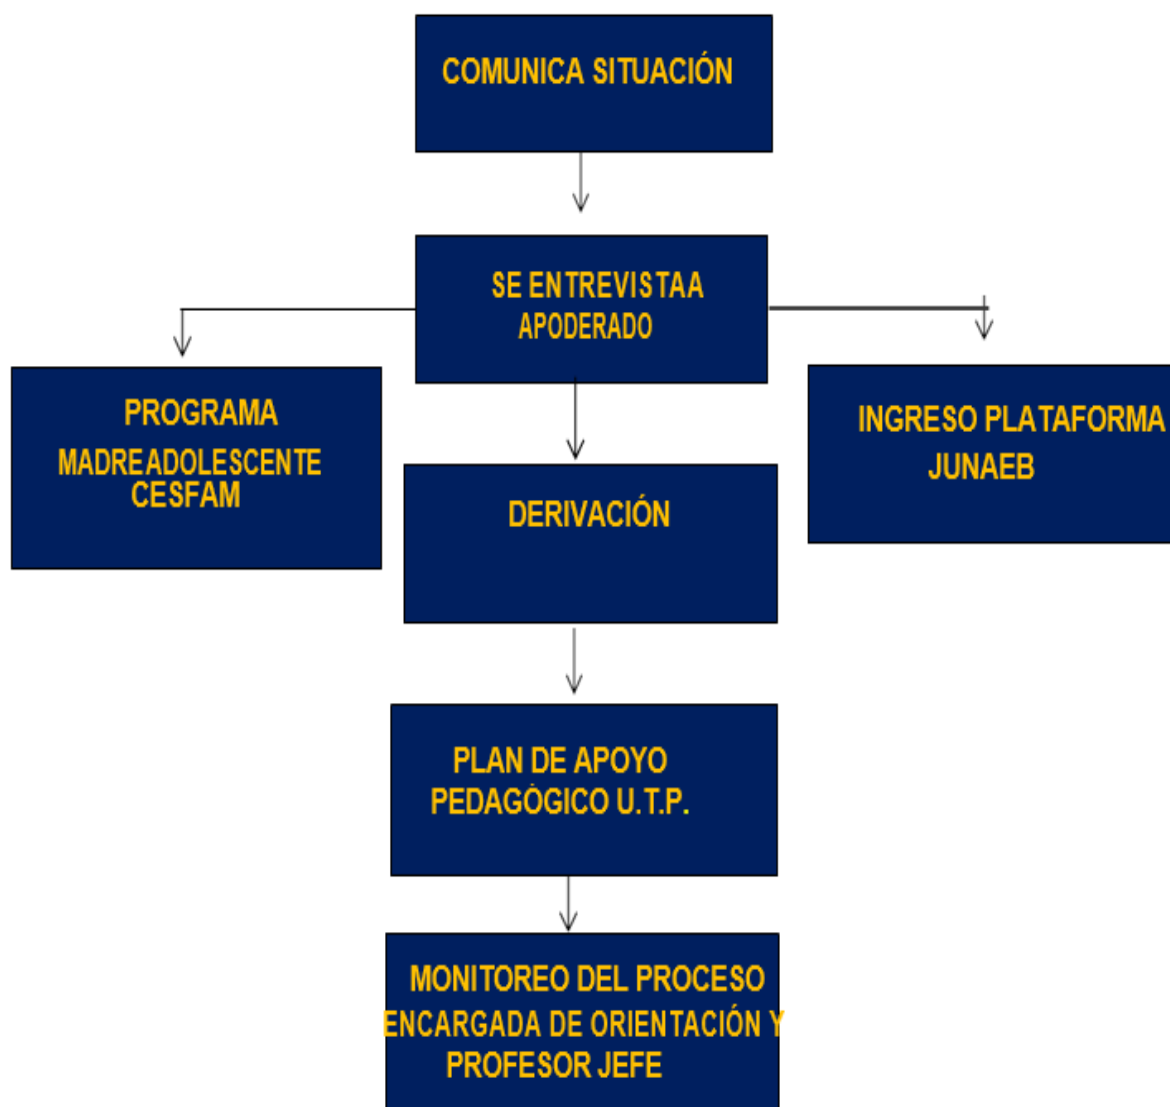 COMUNICA SITUACIÓN
SE ENTREVISTAA
APODERADO
PROGRAMA
MADREADOLESCENTE
CESFAM
INGRESO PLATAFORMA
JUNAEB
DERIVACIÓN
PLAN DE APOYO
PEDAGÓGICO U.T.P.
MONITOREO DEL PROCESO
ENCARGADA DE ORIENTACIÓN Y
PROFESOR JEFE